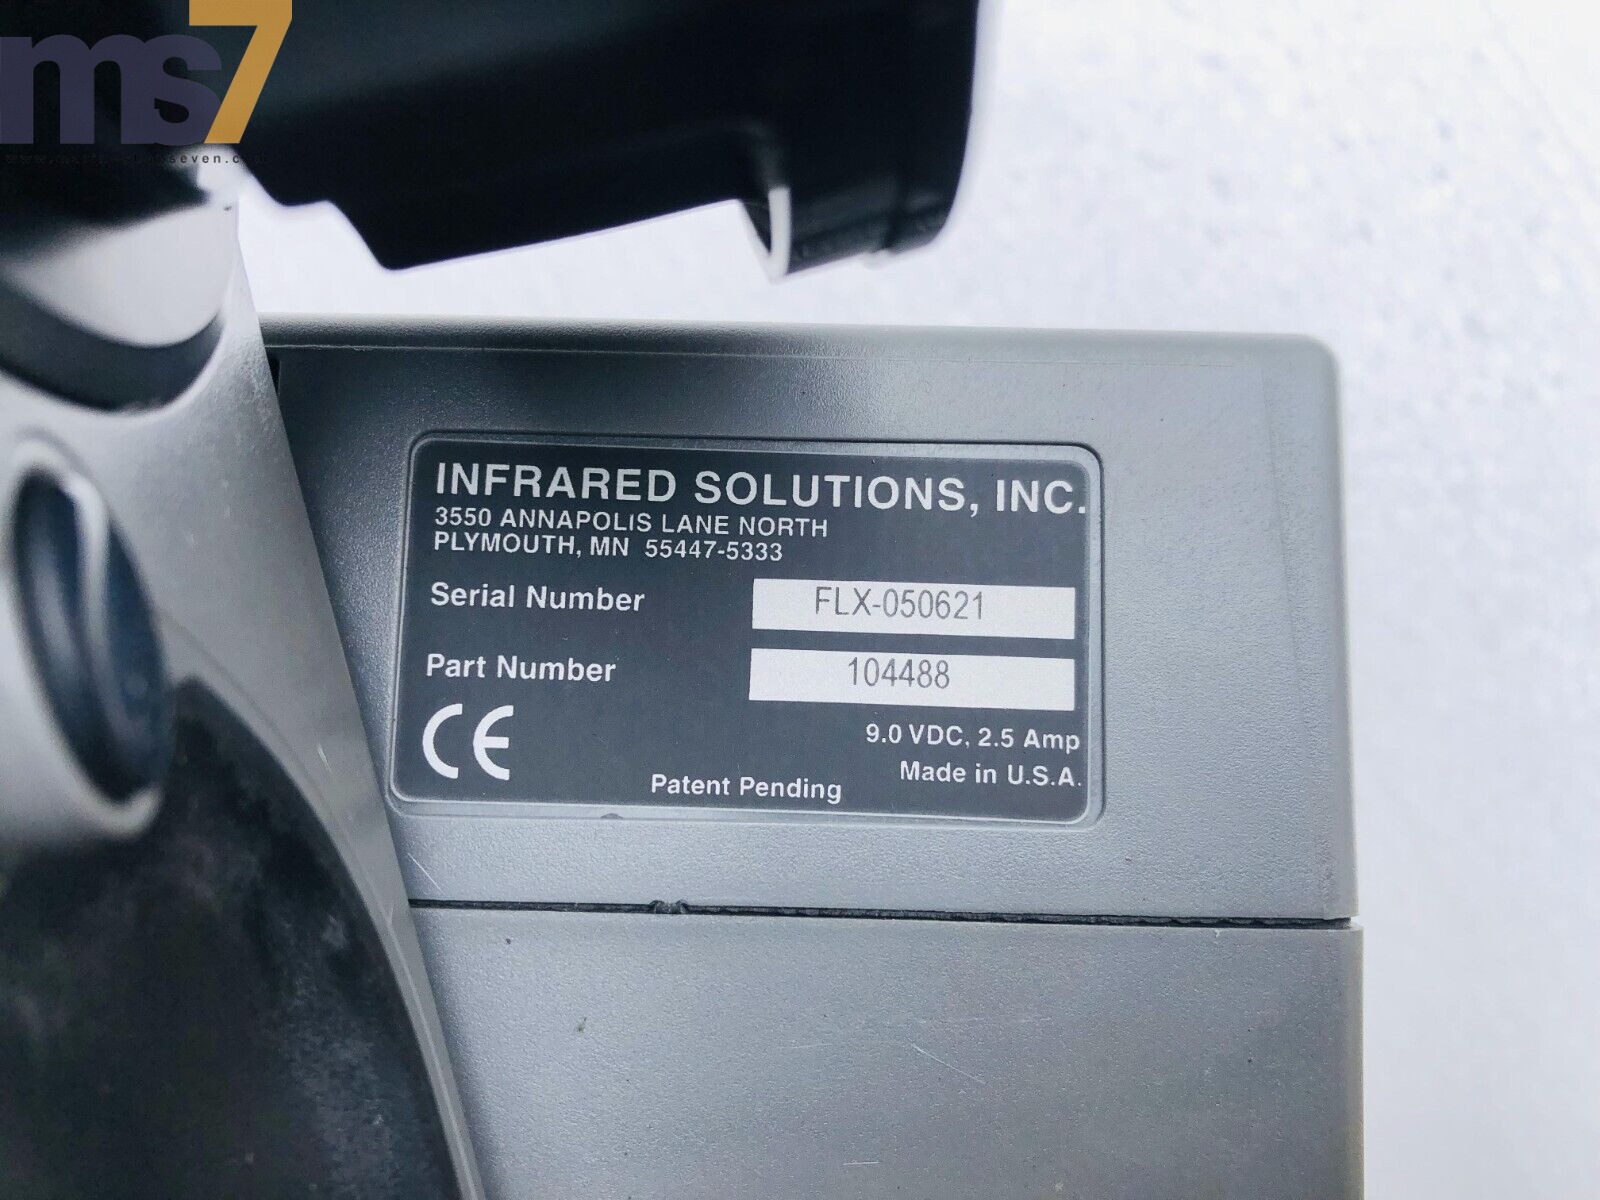 ms7
INFRARED SOLUTIONS, INC.
3550 ANNAPOLIS LANE NORTH
PLYMOUTH, MN 55447-5333
Serial Number FLX-050621
Part Number 104488
CE
9.0 VDC, 2.5 Amp
Made in U.S.A.
Patent Pending